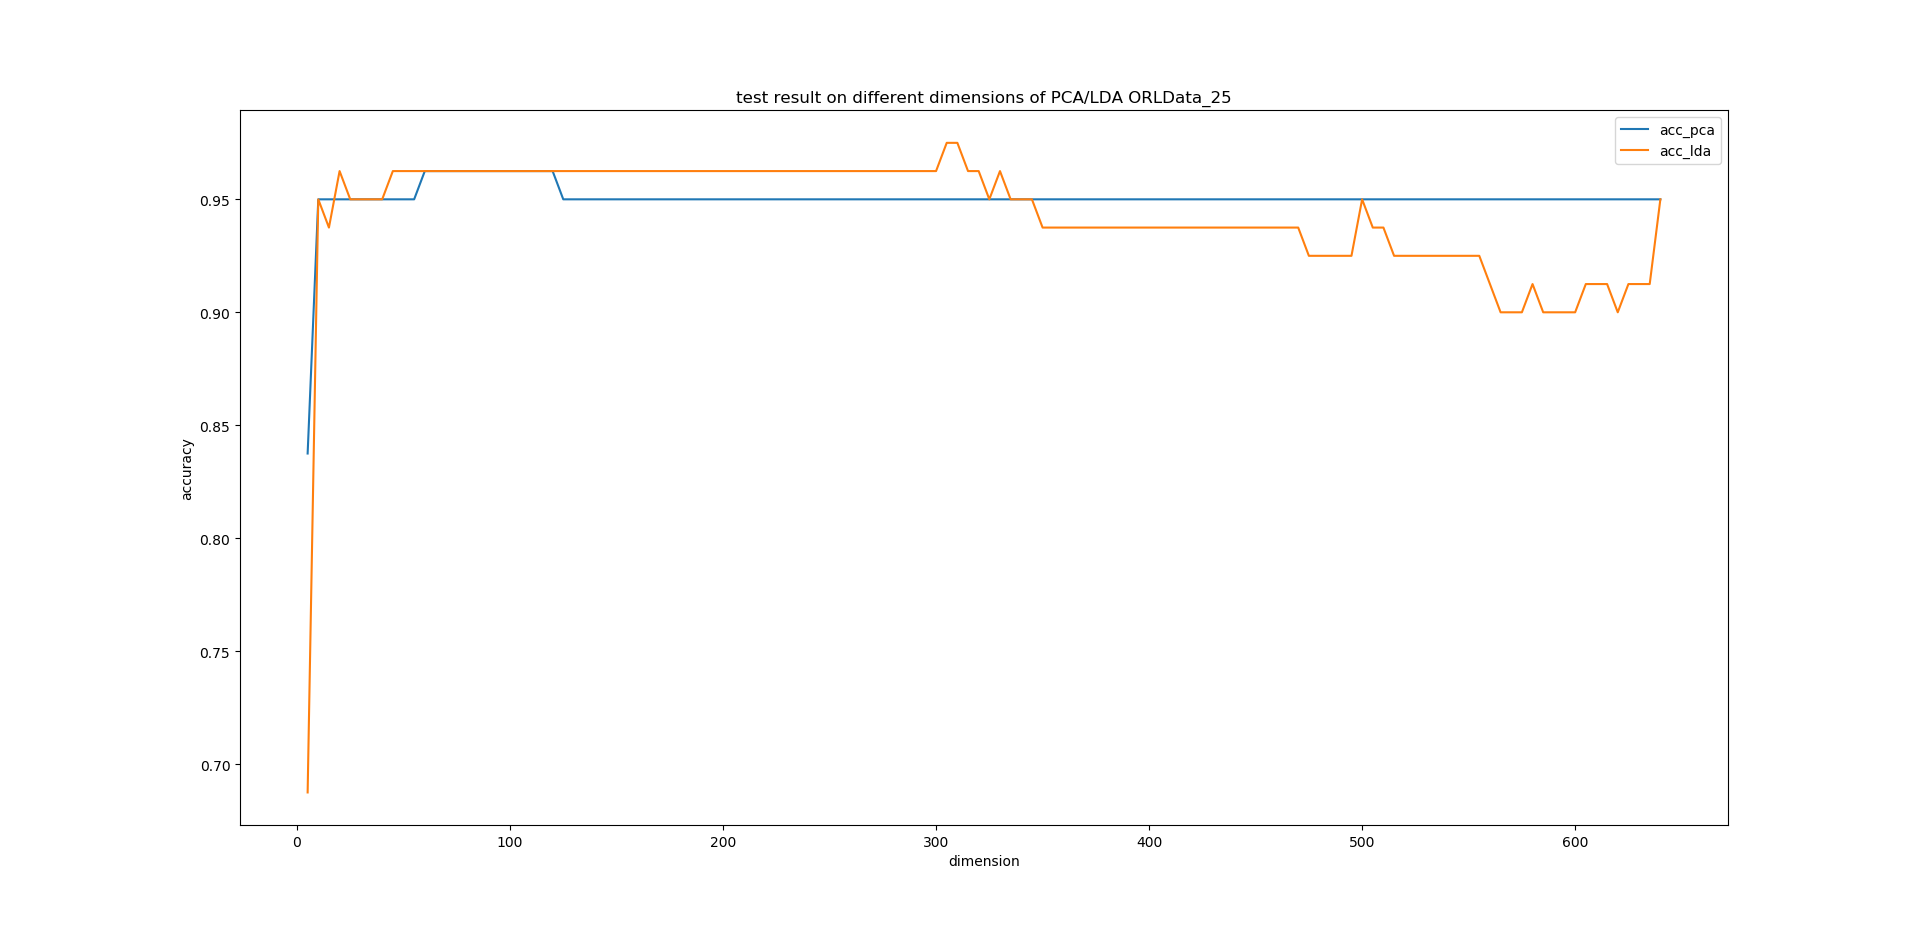 test result on different dimensions of PCA/LDA ORLData_25
acc_pca
acc_lda
0.95
0.90
0.85
0.80
0.75
0.70
accuracy
0 100 200 300 400 500 600
dimension